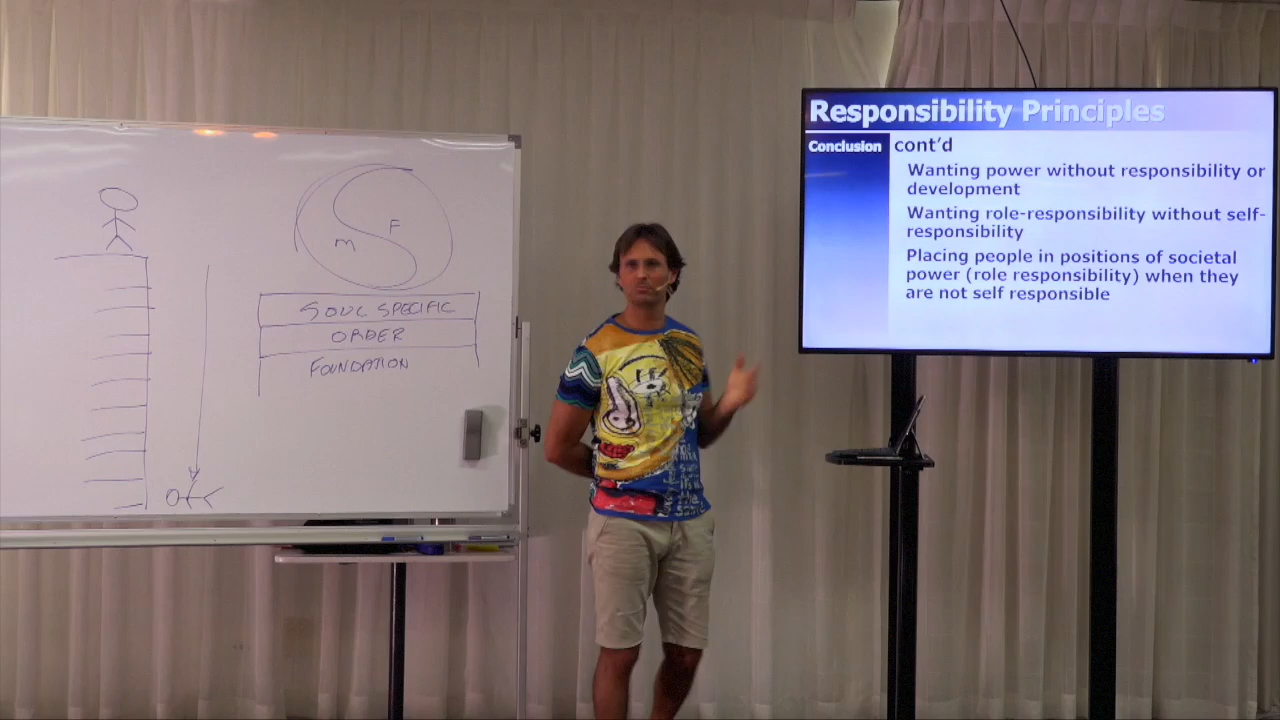 M
F
SOUL SPECIFIC
ORDER
FOUNDATION
Responsibility Principles
Conclusion
cont'd
Wanting power without responsibility or
development
Wanting role-responsibility without self-
responsibility
Placing people in positions of societal
power (role responsibility) when they
are not self responsible